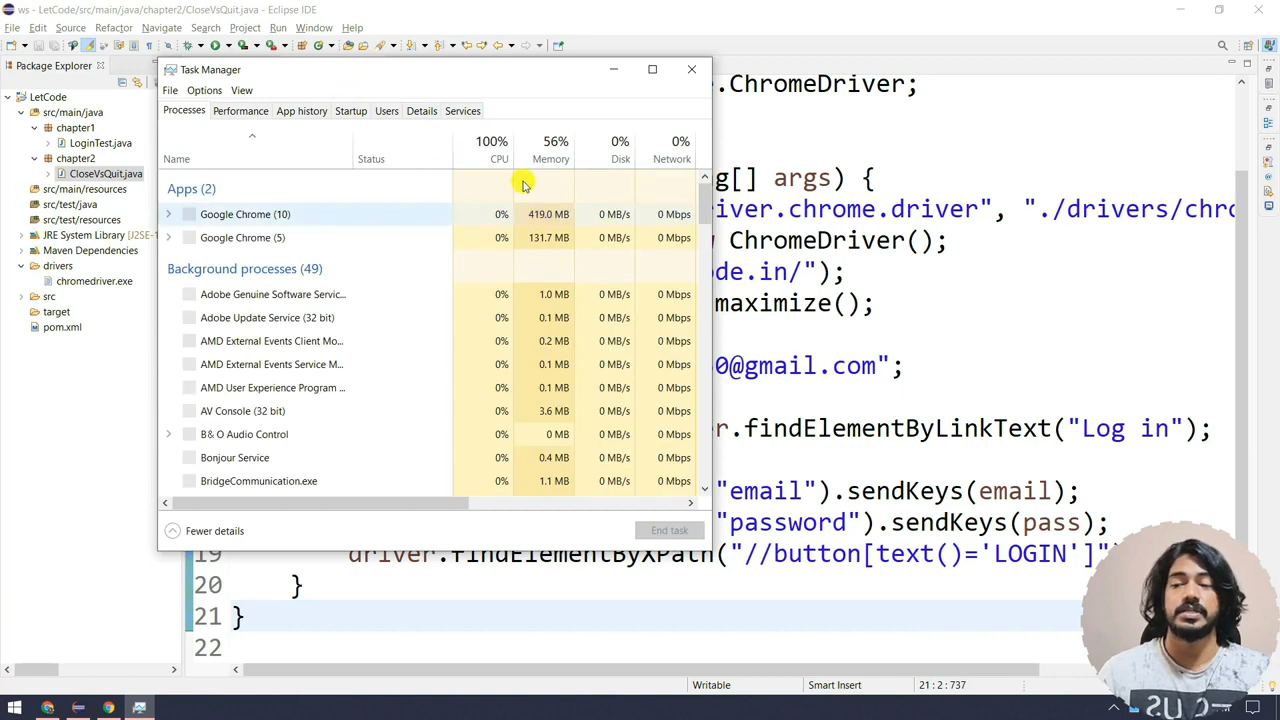 ws - LetCode/src/main/java/chapter2/CloseVsQuit.java - Eclipse IDE
File Edit Source Refactor Navigate Search Project Run Window Help
Package Explorer
LetCode
src/main/java
chapter1
LoginTest.java
chapter2
CloseVsQuit.java
src/main/resources
src/test/java
src/test/resources
JRE System Library [J2SE-1
Maven Dependencies
drivers
chromedriver.exe
src
target
pom.xml
Task Manager
File Options View
Processes Performance App history Startup Users Details Services
100% 56% 0% 0%
Name Status CPU Memory Disk Network
Apps (2)
Google Chrome (10) 0% 419.0 MB 0 MB/s 0 Mbps
Google Chrome (5) 0% 131.7 MB 0 MB/s 0 Mbps
Background processes (49)
Adobe Genuine Software Servic... 0% 1.0 MB 0 MB/s 0 Mbps
Adobe Update Service (32 bit) 0% 0.1 MB 0 MB/s 0 Mbps
AMD External Events Client Mo... 0% 0.2 MB 0 MB/s 0 Mbps
AMD External Events Service M... 0% 0.1 MB 0 MB/s 0 Mbps
AMD User Experience Program ... 0% 0.1 MB 0 MB/s 0 Mbps
AV Console (32 bit) 0% 3.6 MB 0 MB/s 0 Mbps
B& O Audio Control 0% 0 MB 0 MB/s 0 Mbps
Bonjour Service 0% 0.4 MB 0 MB/s 0 Mbps
BridgeCommunication.exe 0% 1.1 MB 0 MB/s 0 Mbps
Fewer details End task
.ChromeDriver;
g[] args) {
iver.chrome.driver", "./drivers/chro
w ChromeDriver();
ode.in/");
maximize();
0@gmail.com";
r.findElementByLinkText("Log in");
"email").sendKeys(email);
"password").sendKeys(pass);
19 driver.findElementByXPath("//button[text()='LOGIN']")
20 }
21 }
22
Writable Smart Insert 21 : 2 : 737